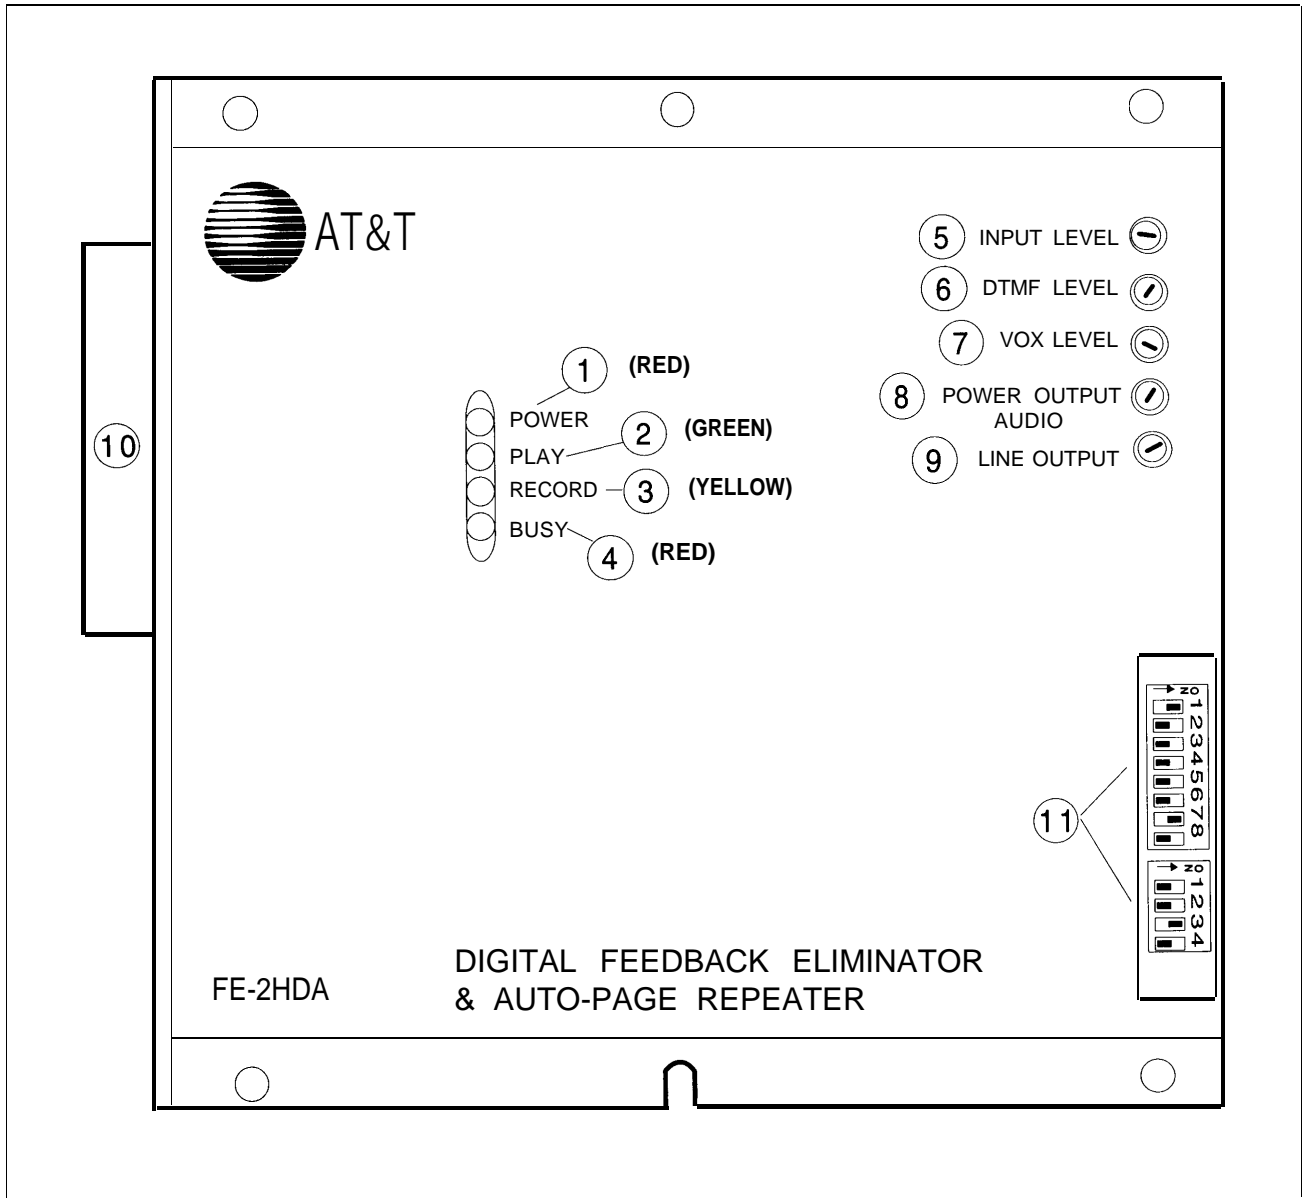 AT&T
5 INPUT LEVEL
6 DTMF LEVEL
7 VOX LEVEL
8 POWER OUTPUT
AUDIO
9 LINE OUTPUT
1 (RED)
POWER
2 (GREEN)
PLAY
RECORD 3 (YELLOW)
BUSY
4 (RED)
10
11
ON
1 2 3 4 5 6 7 8
ON
1 2 3 4
DIGITAL FEEDBACK ELIMINATOR
& AUTO-PAGE REPEATER
FE-2HDA